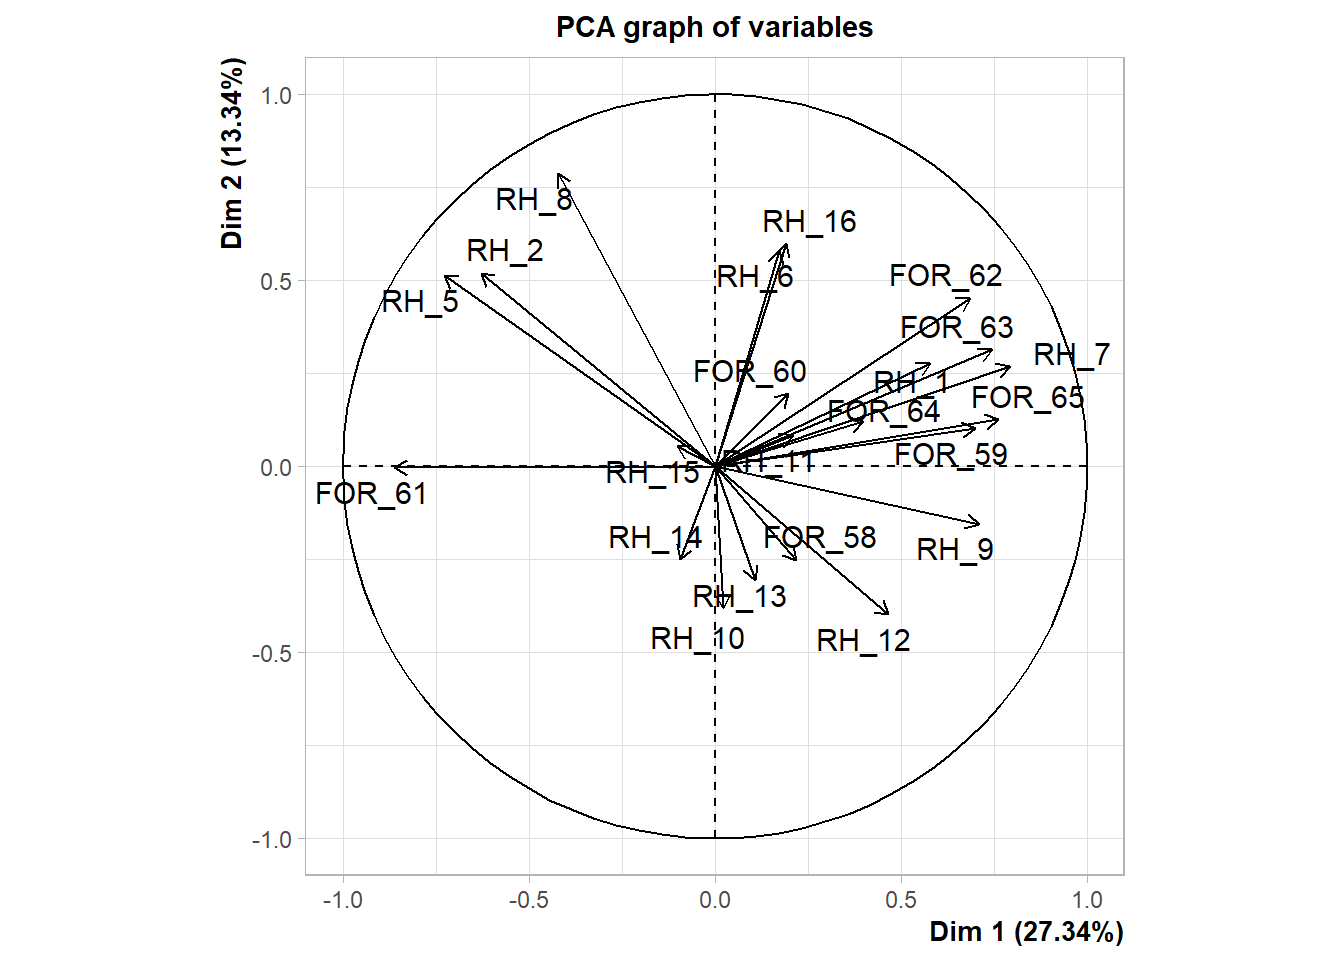 PCA graph of variables
Dim 2 (13.34%)
1.0
0.5
0.0
-0.5
-1.0
RH_8
RH_16
RH_2
RH_6
FOR_62
RH_5
FOR_63
RH_7
FOR_60
RH_1
FOR_65
FOR_64
FOR_59
RH_11
RH_15
FOR_61
RH_14
FOR_58
RH_9
RH_13
RH_10
RH_12
-1.0
-0.5
0.0
0.5
1.0
Dim 1 (27.34%)